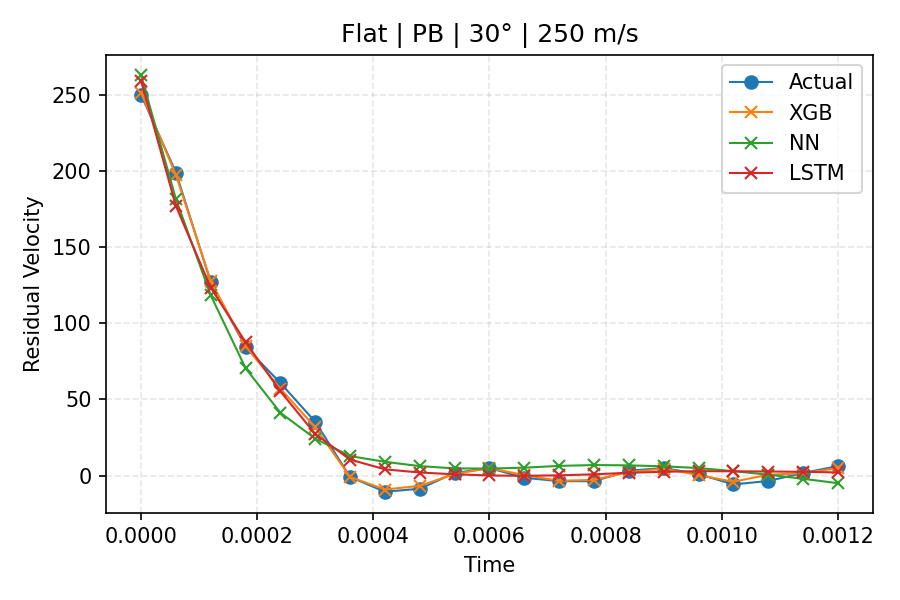 Flat | PB | 30° | 250 m/s
Actual
XGB
NN
LSTM
Residual Velocity
250
200
150
100
50
0
0.0000 0.0002 0.0004 0.0006 0.0008 0.0010 0.0012
Time